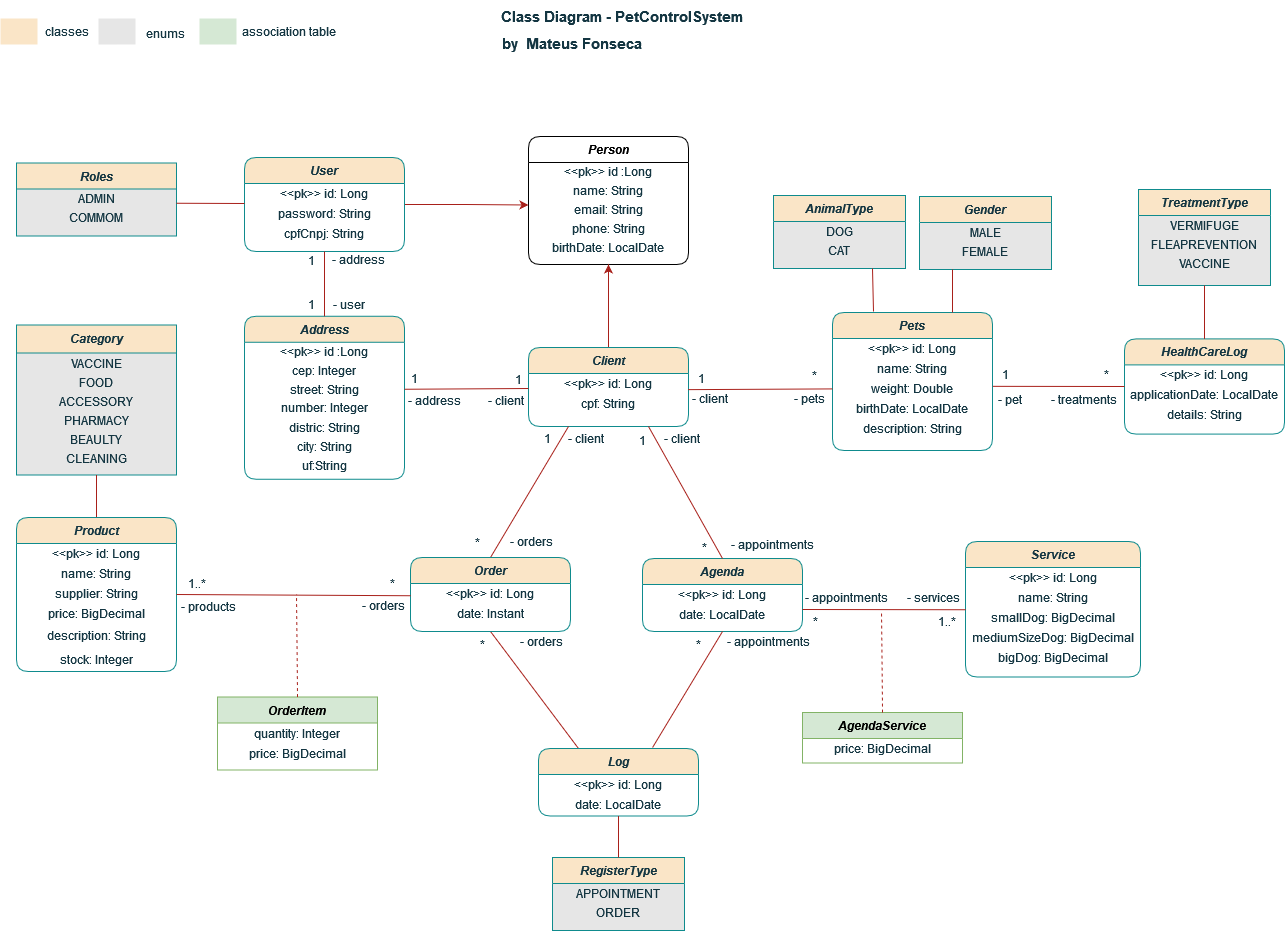 Class Diagram - PetControlSystem
by Mateus Fonseca
classes
enums
association table
Roles
ADMIN
COMMOM
User
<<pk>> id: Long
password: String
cpfCnpj: String
Person
<<pk>> id :Long
name: String
email: String
phone: String
birthDate: LocalDate
AnimalType
DOG
CAT
Gender
MALE
FEMALE
TreatmentType
VERMIFUGE
FLEAPREVENTION
VACCINE
1 - address
1 - user
Category
VACCINE
FOOD
ACCESSORY
PHARMACY
BEAULTY
CLEANING
Address
<<pk>> id :Long
cep: Integer
street: String
number: Integer
distric: String
city: String
uf:String
1 1
- address - client
Client
<<pk>> id: Long
cpf: String
1 *
- client - pets
Pets
<<pk>> id: Long
name: String
weight: Double
birthDate: LocalDate
description: String
1 *
- pet - treatments
HealthCareLog
<<pk>> id: Long
applicationDate: LocalDate
details: String
1 - client
1 - client
* - orders
* - appointments
Product
<<pk>> id: Long
name: String
supplier: String
price: BigDecimal
description: String
stock: Integer
1..* *
- products - orders
Order
<<pk>> id: Long
date: Instant
Agenda
<<pk>> id: Long
date: LocalDate
- appointments - services
* 1..*
Service
<<pk>> id: Long
name: String
smallDog: BigDecimal
mediumSizeDog: BigDecimal
bigDog: BigDecimal
* - orders
* - appointments
OrderItem
quantity: Integer
price: BigDecimal
AgendaService
price: BigDecimal
Log
<<pk>> id: Long
date: LocalDate
RegisterType
APPOINTMENT
ORDER